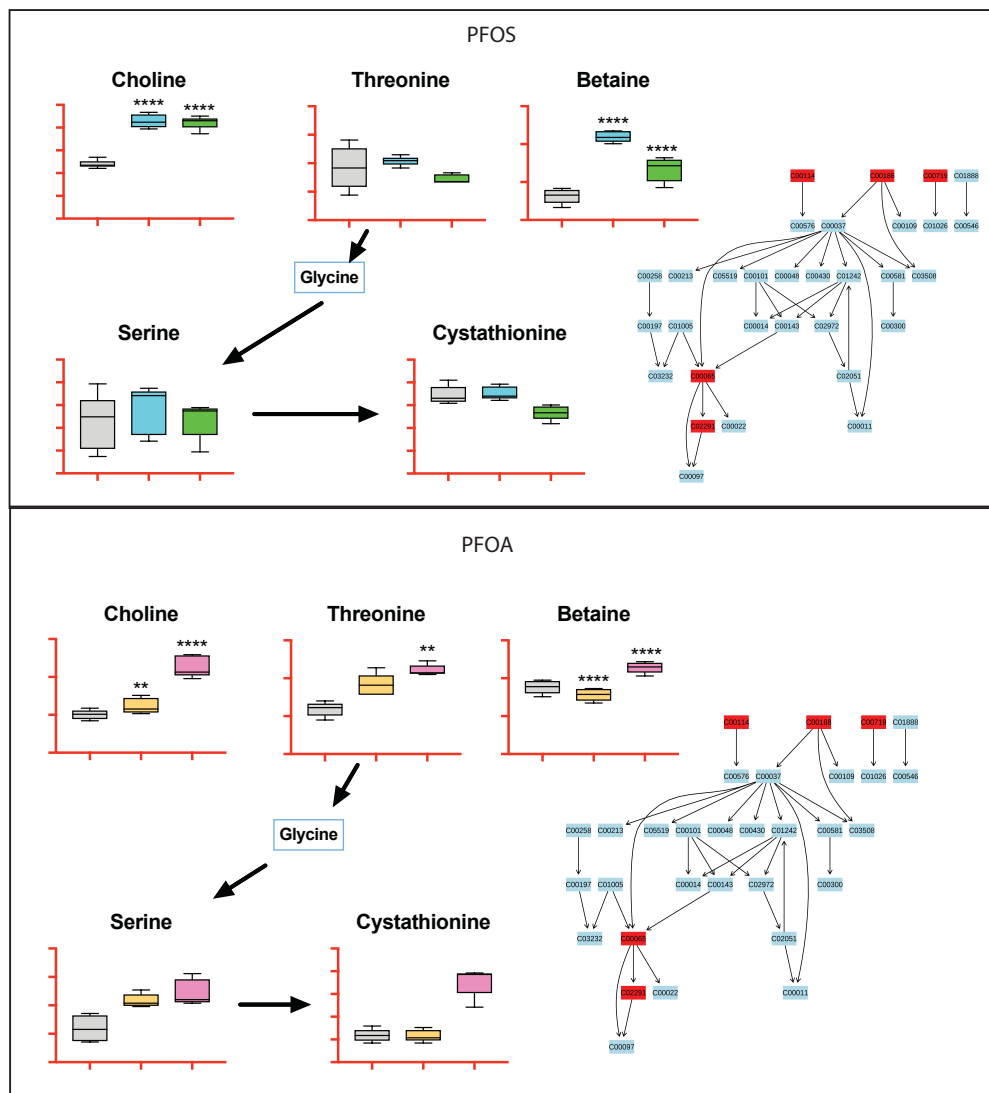 PFOS
Choline
Threonine
Betaine
**** ****
****
****
Glycine
Serine
Cystathionine
C00114 C00188 C00719 C01888
C00576 C00037 C00109 C01026 C00546
C00258 C00213 C05519 C00101 C00048 C00430 C01242 C00581 C03508
C00197 C01005 C00014 C00143 C02972 C00300
C03232 C00065 C02051
C02291 C00022 C00011
C00097
PFOA
Choline
Threonine
Betaine
**
****
**
****
****
Glycine
Serine
Cystathionine
C00114 C00188 C00719 C01888
C00576 C00037 C00109 C01026 C00546
C00258 C00213 C05519 C00101 C00048 C00430 C01242 C00581 C03508
C00197 C01005 C00014 C00143 C02972 C00300
C03232 C00065 C02051
C02291 C00022 C00011
C00097